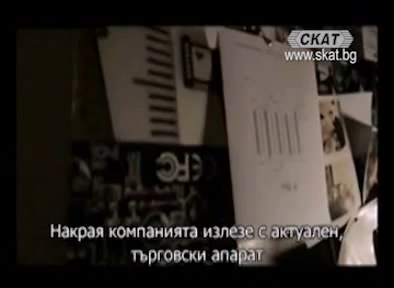 СКАТ
www.skat.bg
Накрая компанията излезе с актуален,
търговски апарат